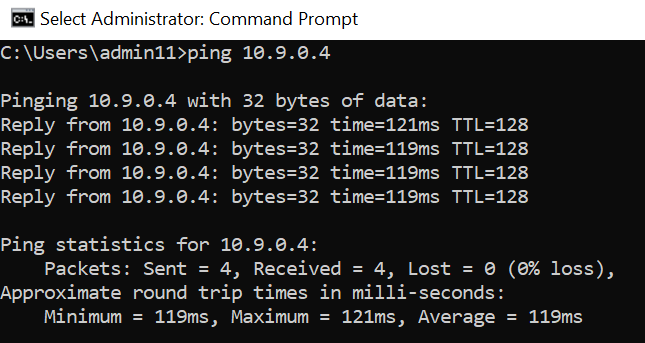 Select Administrator: Command Prompt
C:\Users\admin11>ping 10.9.0.4
Pinging 10.9.0.4 with 32 bytes of data:
Reply from 10.9.0.4: bytes=32 time=121ms TTL=128
Reply from 10.9.0.4: bytes=32 time=119ms TTL=128
Reply from 10.9.0.4: bytes=32 time=119ms TTL=128
Reply from 10.9.0.4: bytes=32 time=119ms TTL=128
Ping statistics for 10.9.0.4:
    Packets: Sent = 4, Received = 4, Lost = 0 (0% loss),
Approximate round trip times in milli-seconds:
    Minimum = 119ms, Maximum = 121ms, Average = 119ms